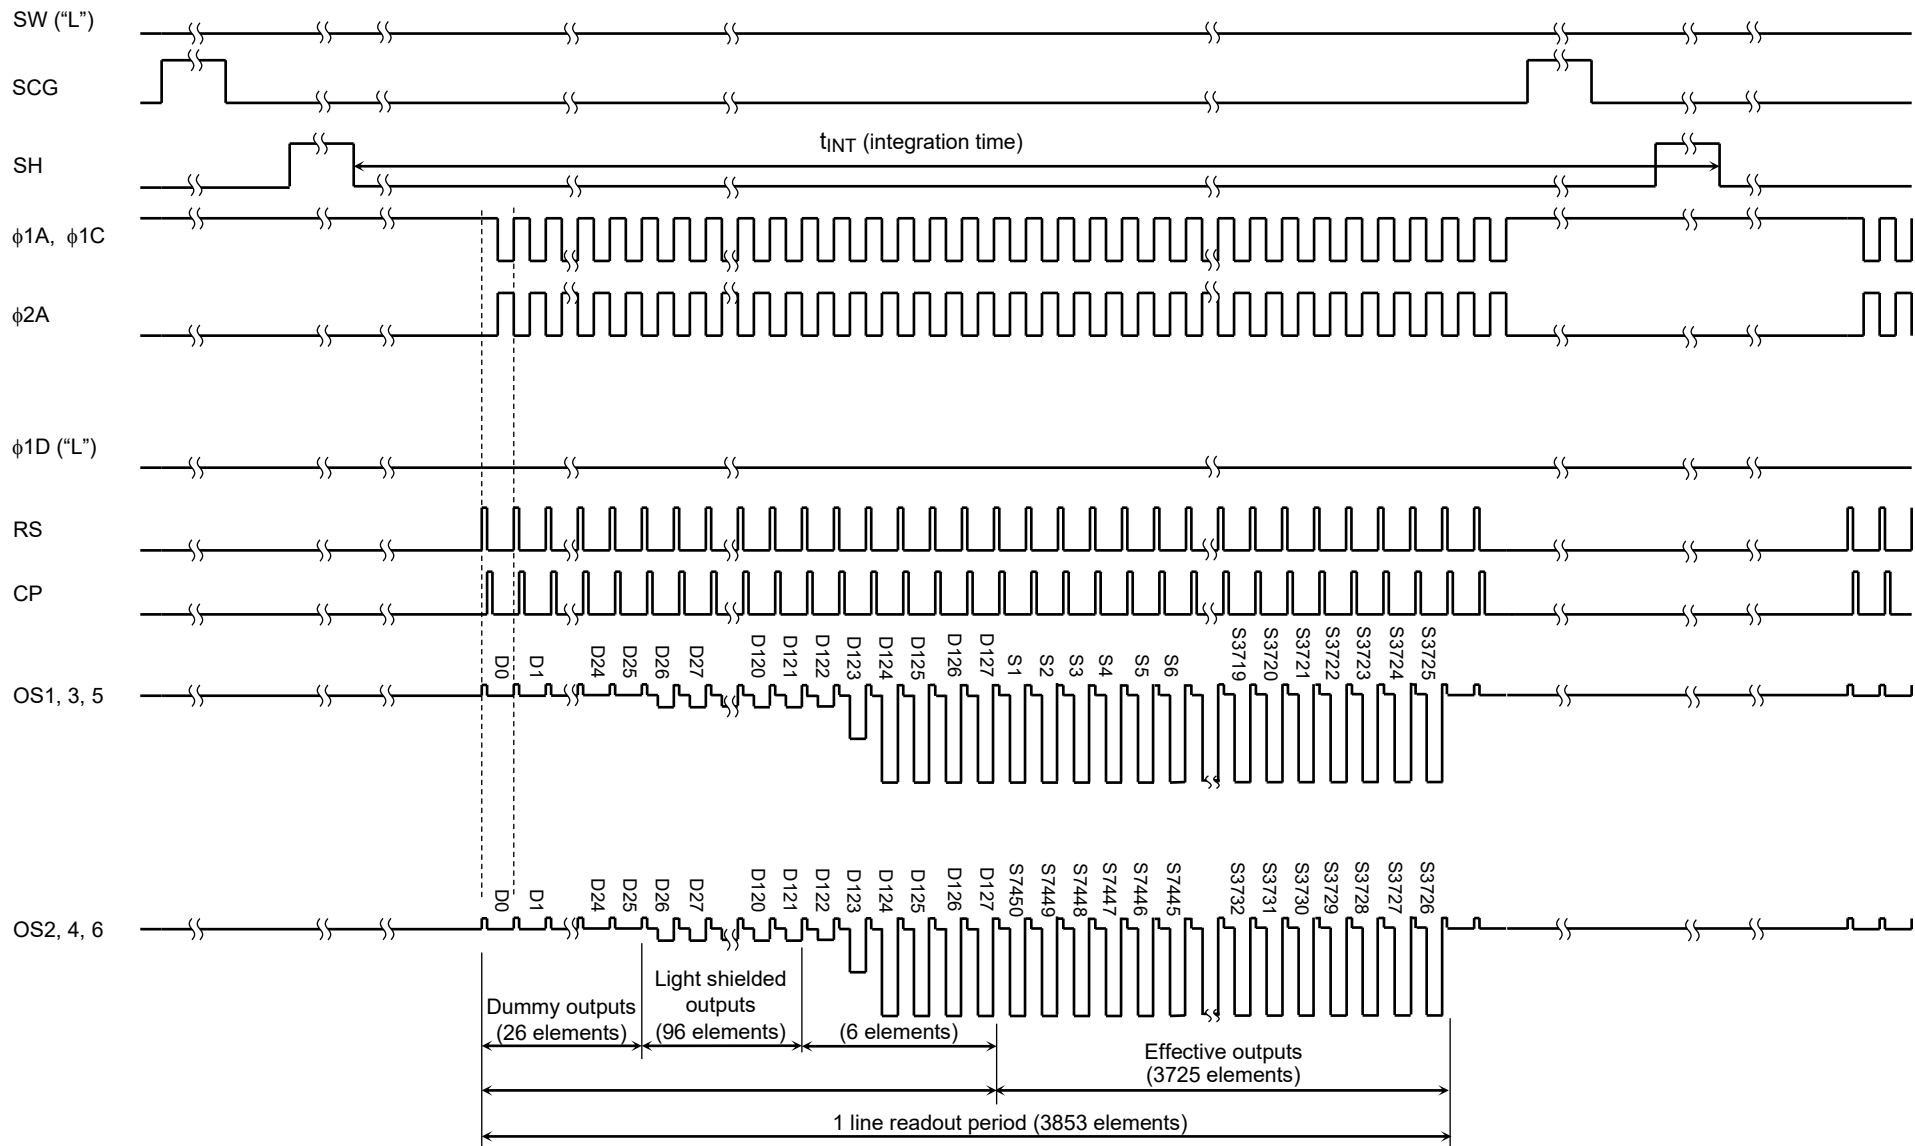 SW (“L”)
SCG
tINT (integration time)
SH
ϕ1A, ϕ1C
ϕ2A
ϕ1D (“L”)
RS
CP
D0 D1 D24 D25 D26 D27 D120 D121 D122 D123 D124 D125 D126 D127 S1 S2 S3 S4 S5 S6 S3719 S3720 S3721 S3722 S3723 S3724 S3725
OS1, 3, 5
D0 D1 D24 D25 D26 D27 D120 D121 D122 D123 D124 D125 D126 D127 S7450 S7449 S7448 S7447 S7446 S7445 S3732 S3731 S3730 S3729 S3728 S3727 S3726
OS2, 4, 6
Dummy outputs
(26 elements)
Light shielded
outputs
(96 elements)
(6 elements)
Effective outputs
(3725 elements)
1 line readout period (3853 elements)